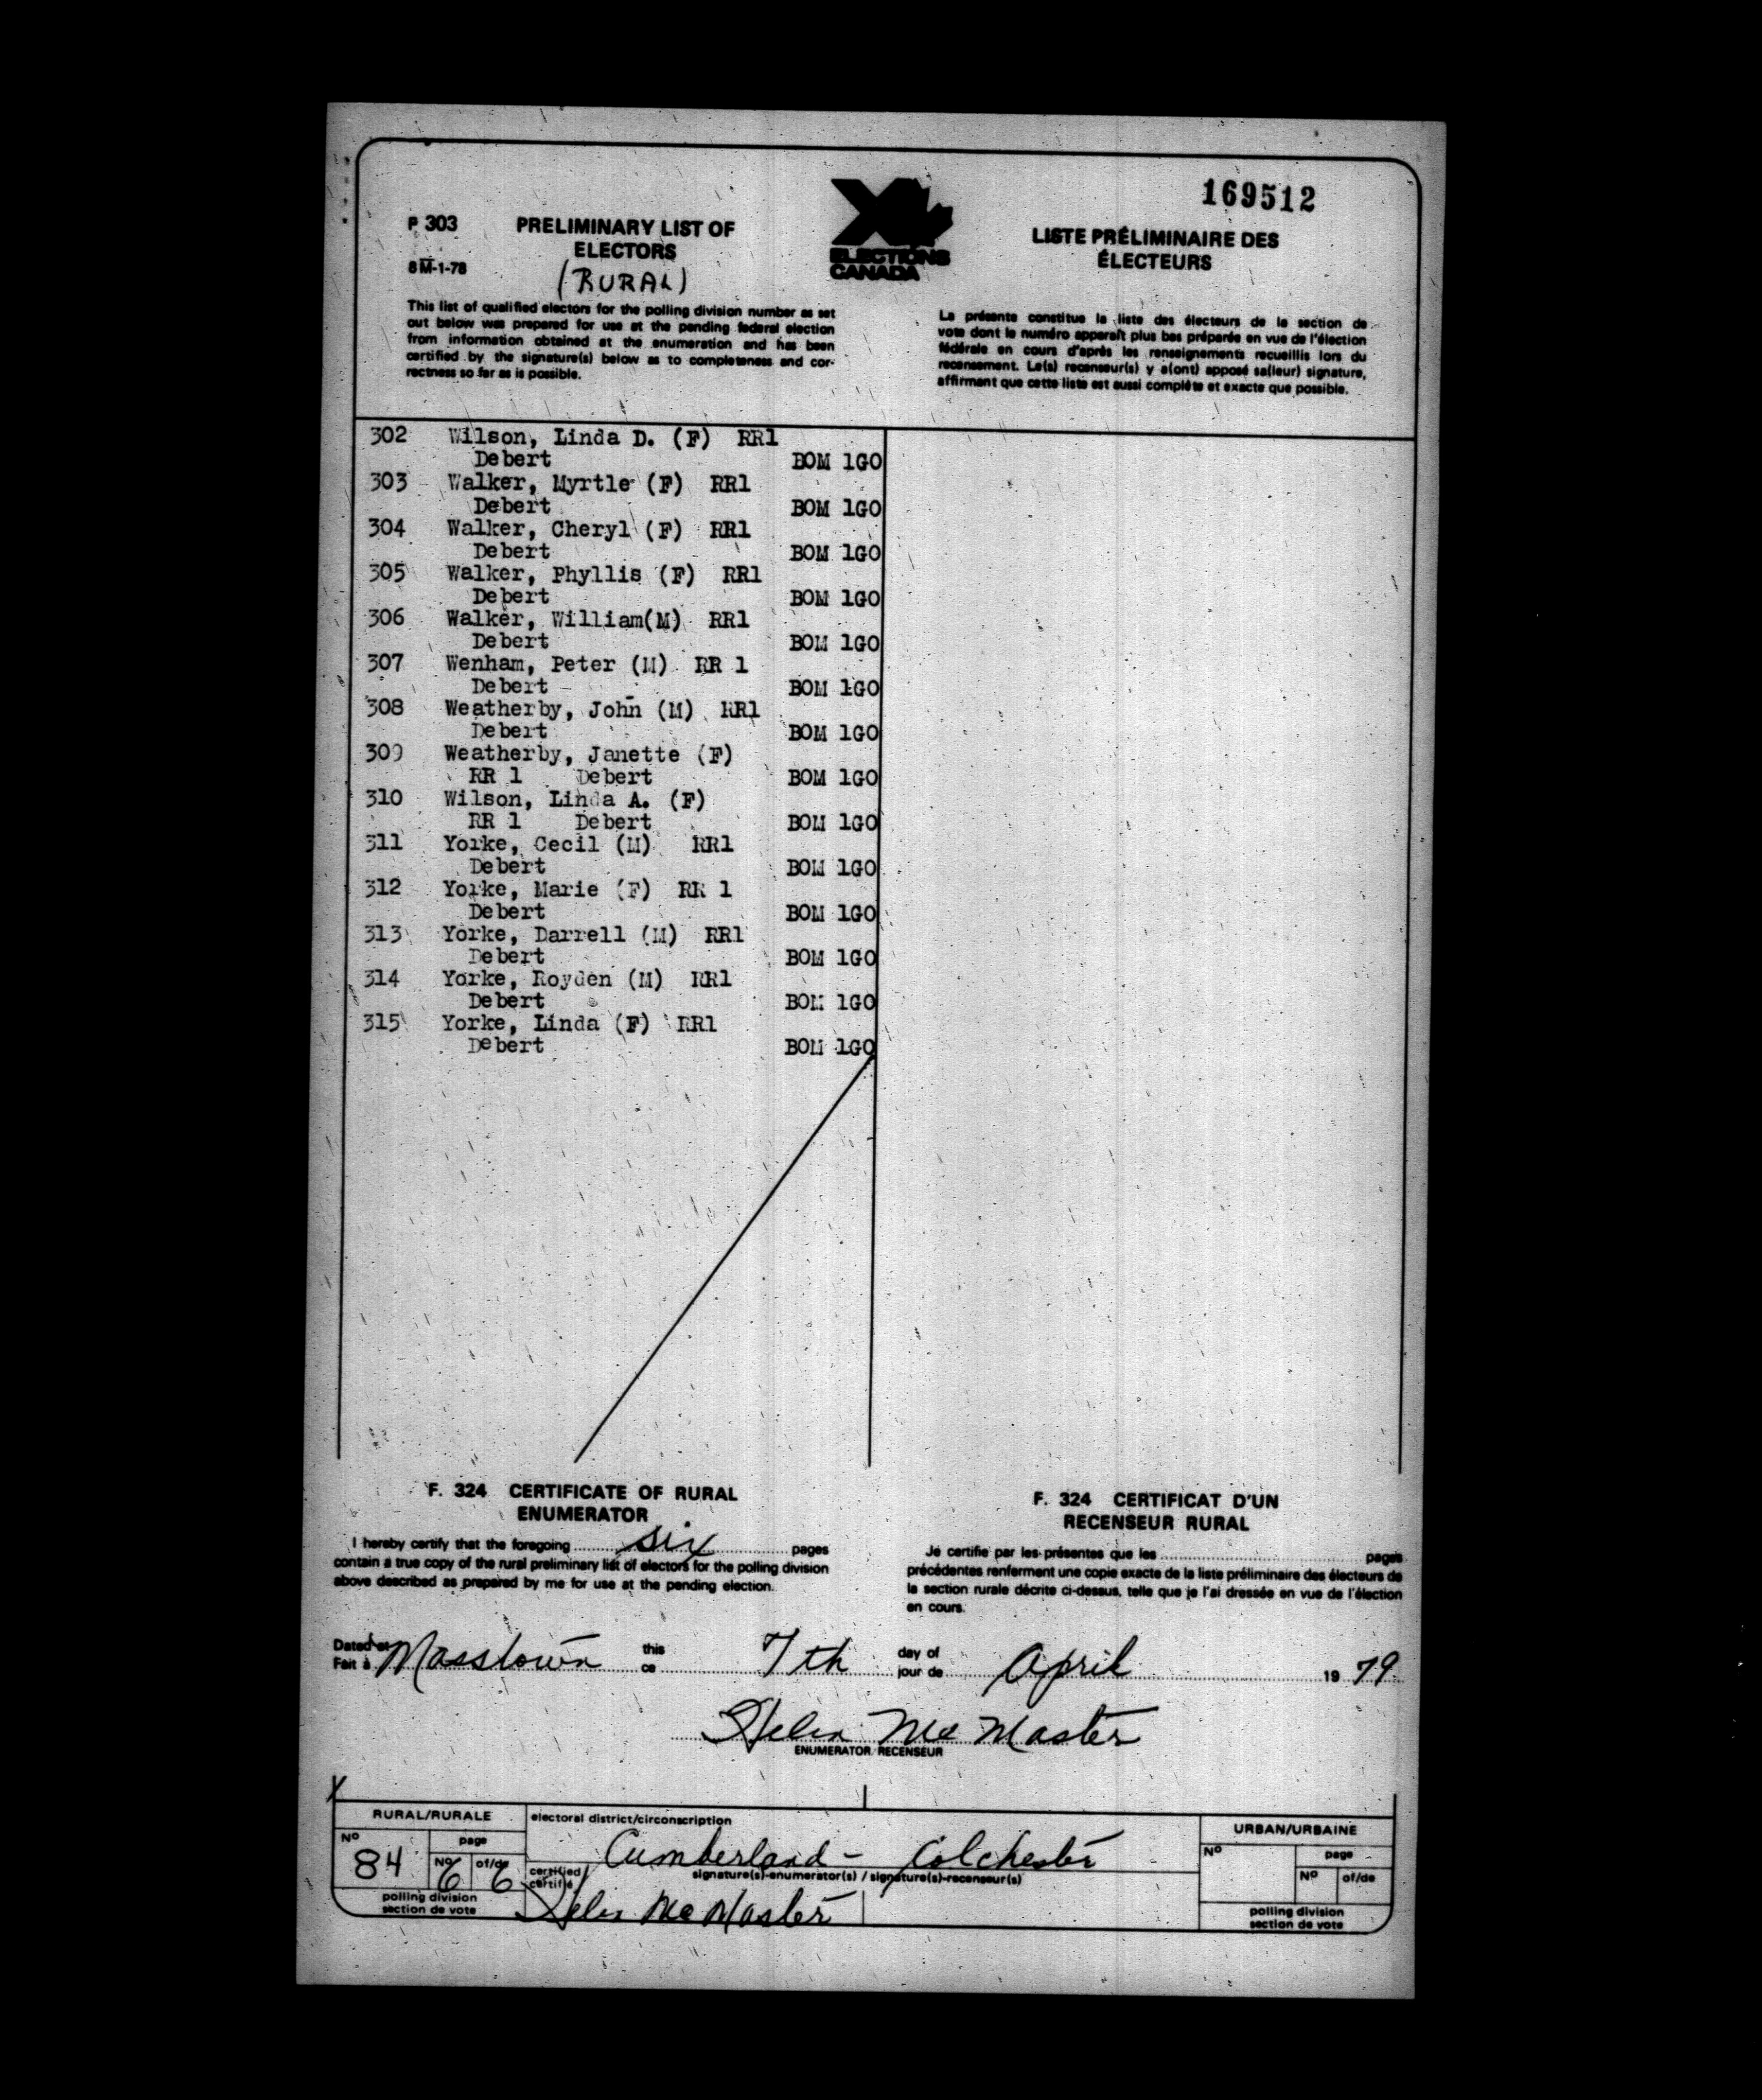 169512
P 303
PRELIMINARY LIST OF
ELECTORS
8M-1-78
(RURAL)
ELECTIONS
CANADA
LISTE PRÉLIMINAIRE DES
ÉLECTEURS
This list of qualified electors for the polling division number as set
out below was prepared for use at the pending federal election
from information obtained at the enumeration and has been
certified by the signature(s) below as to completeness and cor-
rectness so far as is possible.
La présente constitue la liste des électeurs de la section de
vote dont le numéro apparaît plus bas préparée en vue de l'élection
fédérale en cours d'après les renseignements recueillis lors du
recensement. Le(s) recenseur(s) y a(ont) apposé sa(leur) signature,
affirmant que cette liste est aussi complète et exacte que possible.
302 Wilson, Linda D. (F) RR1
Debert BOM 1GO
303 Walker, Myrtle (F) RR1
Debert BOM 1GO
304 Walker, Cheryl (F) RR1
Debert BOM 1GO
305 Walker, Phyllis (F) RR1
Debert BOM 1GO
306 Walker, William(M) RR1
Debert BOM 1GO
307 Wenham, Peter (M) RR 1
Debert BOM 1GO
308 Weatherby, John (M) RR1
Debert BOM 1GO
309 Weatherby, Janette (F)
RR 1 Debert BOM 1GO
310 Wilson, Linda A. (F)
RR 1 Debert BOM 1GO
311 Yorke, Cecil (M) RR1
Debert BOM 1GO
312 Yorke, Marie (F) RR 1
Debert BOM 1GO
313 Yorke, Darrell (M) RR1
Debert BOM 1GO
314 Yorke, Royden (M) RR1
Debert BOM 1GO
315 Yorke, Linda (F) RR1
Debert BOM 1GO
F. 324 CERTIFICATE OF RURAL
ENUMERATOR
I hereby certify that the foregoing six pages
contain a true copy of the rural preliminary list of electors for the polling division
above described as prepared by me for use at the pending election.
F. 324 CERTIFICAT D'UN
RECENSEUR RURAL
Je certifie par les présentes que les pages
précédentes renferment une copie exacte de la liste préliminaire des électeurs de
la section rurale décrite ci-dessus, telle que je l'ai dressée en vue de l'élection
en cours.
Dated at
Fait à Masstown this
ce 7th day of
jour de April 19 79
Helen McMaster
ENUMERATOR/RECENSEUR
RURAL/RURALE
No
84
page
No
6
of/de
6
polling division
section de vote
electoral district/circonscription
Cumberland - Colchester
certified
certifié
signature(s)-enumerator(s) / signature(s)-recenseur(s)
Helen McMaster
URBAN/URBAINE
No
page
No
of/de
polling division
section de vote